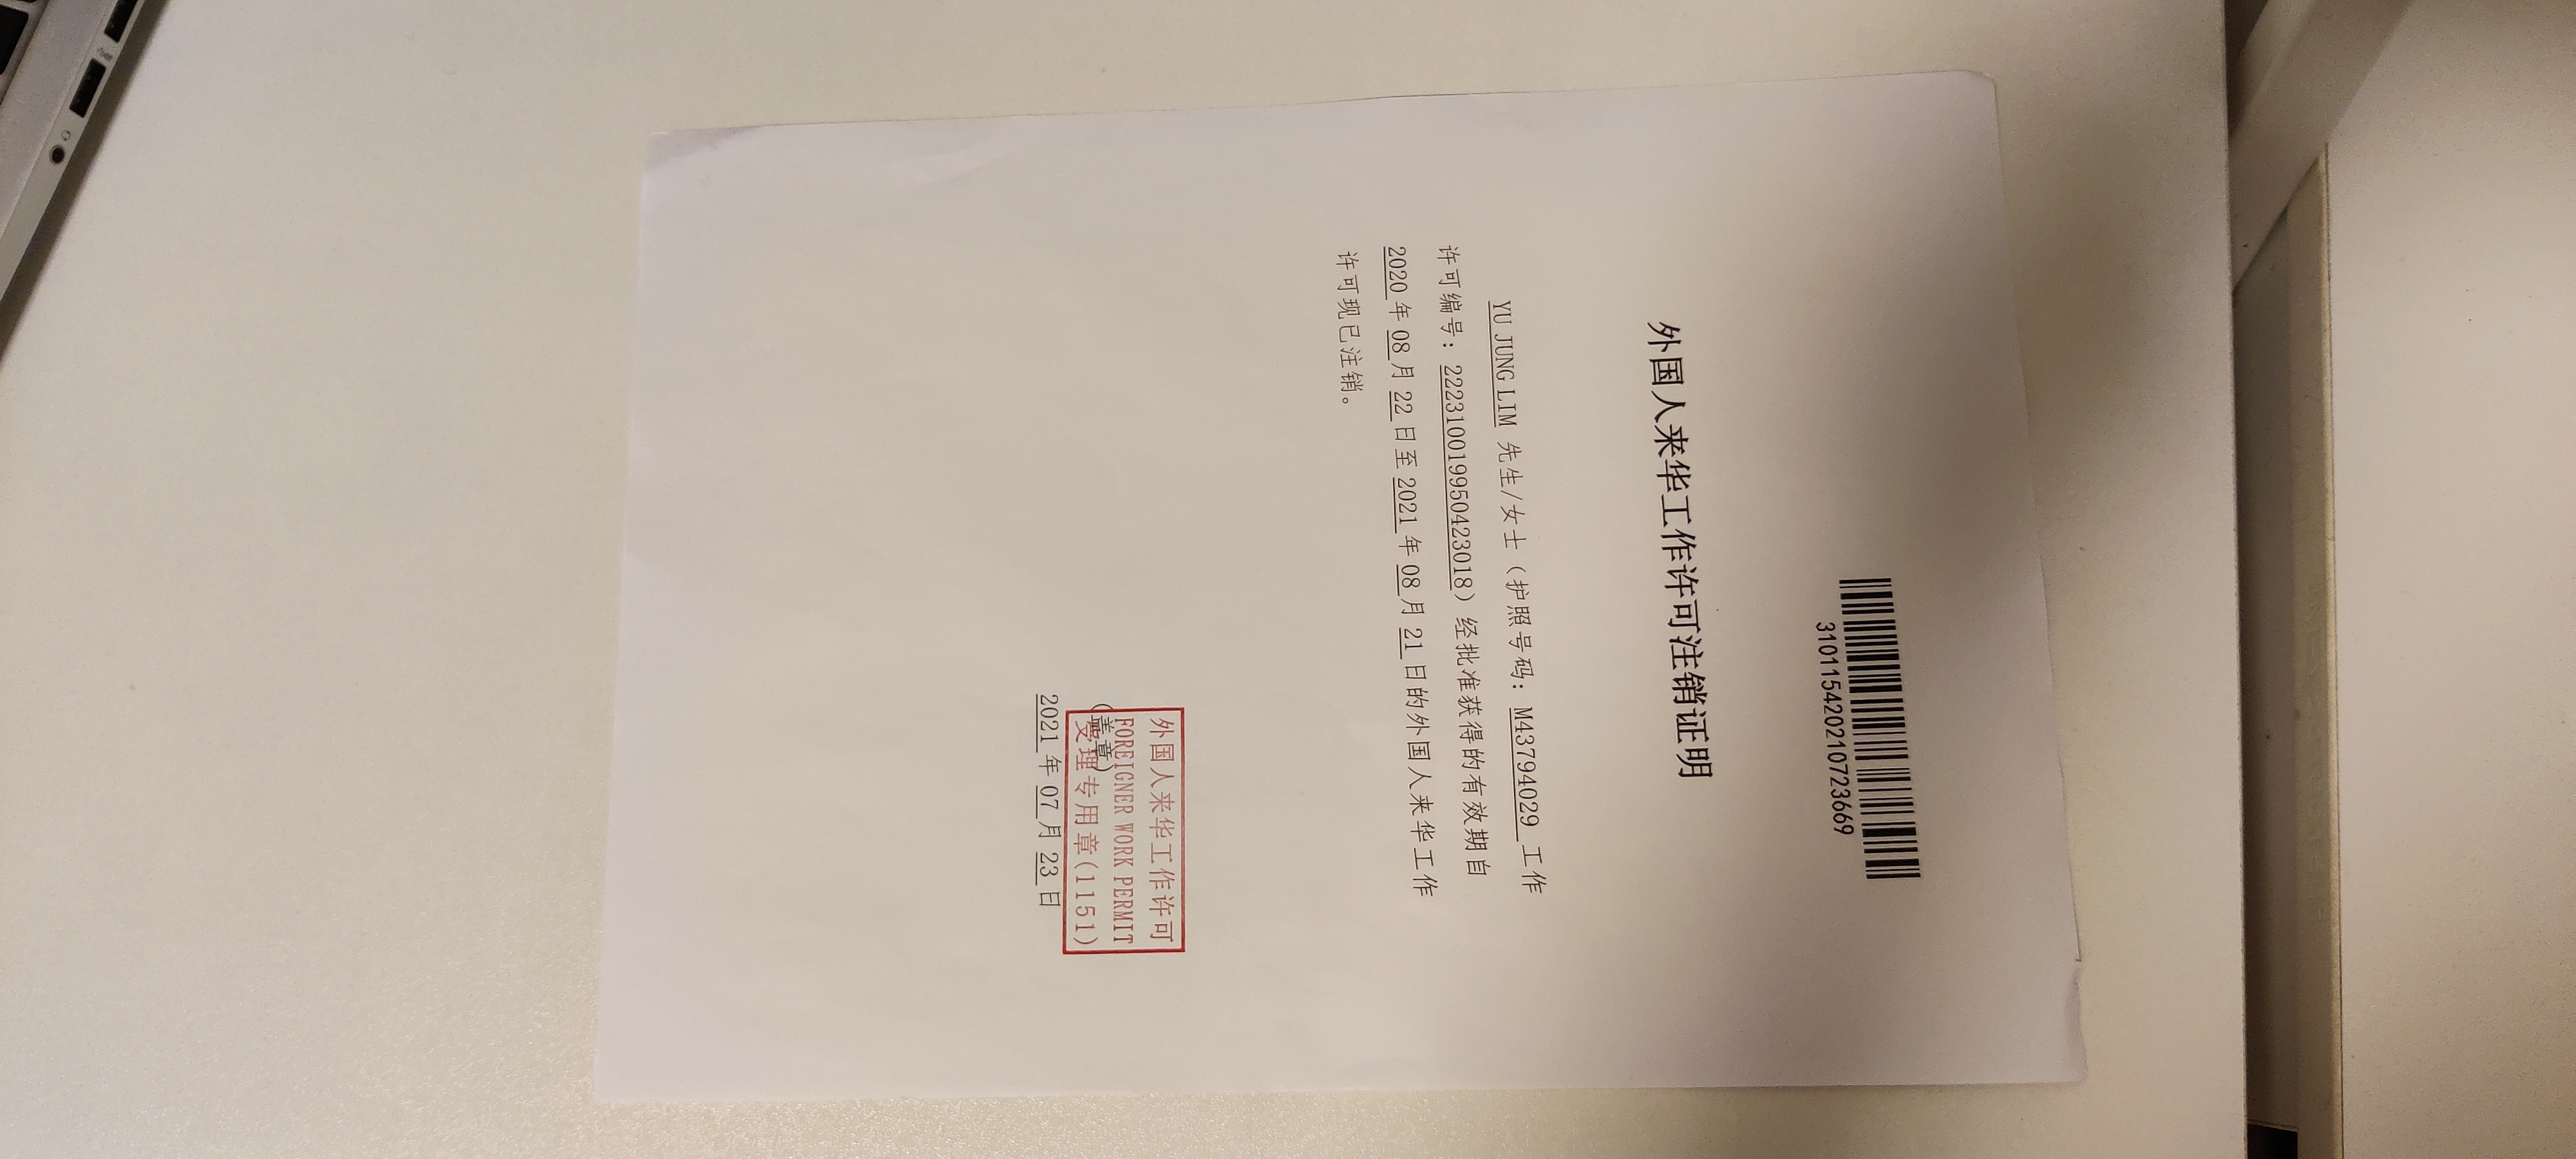 3101154202107233669
外国人来华工作许可注销证明
YU JUNG LIM 先生/女士（护照号码：M43794029 工作
许可编号：22231001995042301８）经批准获得的有效期自
2020 年 08 月 22 日至 2021 年 08 月 21 日的外国人来华工作
许可现已注销。
外国人来华工作许可
FOREIGNER WORK PERMIT
（盖章）
受理专用章(1151)
2021 年 07 月 23 日